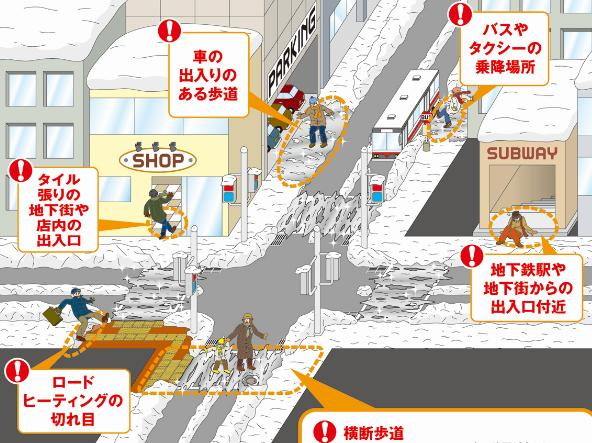 バスや
タクシーの
乗降場所
車の
出入りの
ある歩道
PARKING
BUS
SHOP
SUBWAY
タイル
張りの
地下街や
店内の
出入口
地下鉄駅や
地下街からの
出入口付近
ロード
ヒーティングの
切れ目
横断歩道